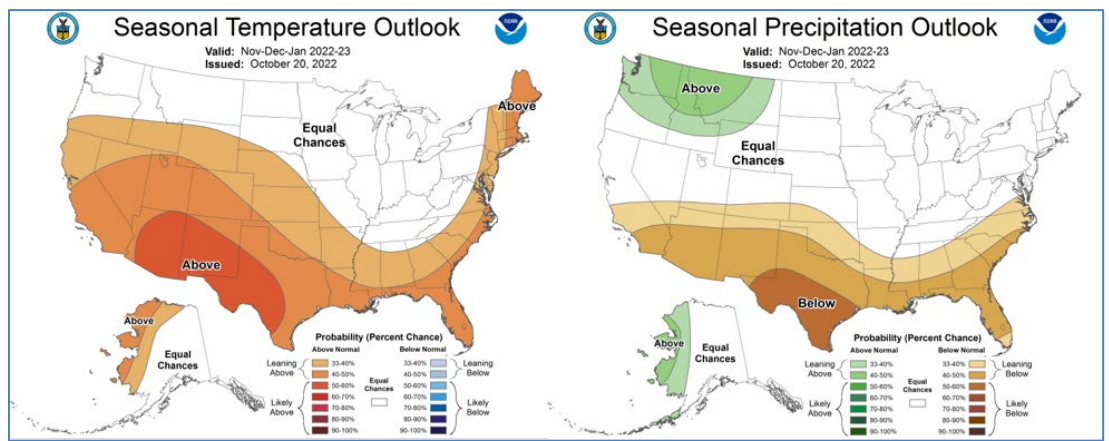 Seasonal Temperature Outlook
Valid: Nov-Dec-Jan 2022-23
Issued: October 20, 2022
Above
Equal
Chances
Above
Above
Equal
Chances
Probability (Percent Chance)
Above Normal
Below Normal
Leaning
Above
33-40%
40-50%
50-60%
60-70%
70-80%
80-90%
90-100%
Likely
Above
Equal
Chances
33-40%
40-50%
50-60%
60-70%
70-80%
80-90%
90-100%
Leaning
Below
Likely
Below
Seasonal Precipitation Outlook
NOAA
Valid: Nov-Dec-Jan 2022-23
Issued: October 20, 2022
Above
Equal
Chances
Below
Above
Equal
Chances
Probability (Percent Chance)
Above Normal
Below Normal
Leaning
Above
33-40%
40-50%
50-60%
60-70%
70-80%
80-90%
90-100%
Likely
Above
Equal
Chances
33-40%
40-50%
50-60%
60-70%
70-80%
80-90%
90-100%
Leaning
Below
Likely
Below